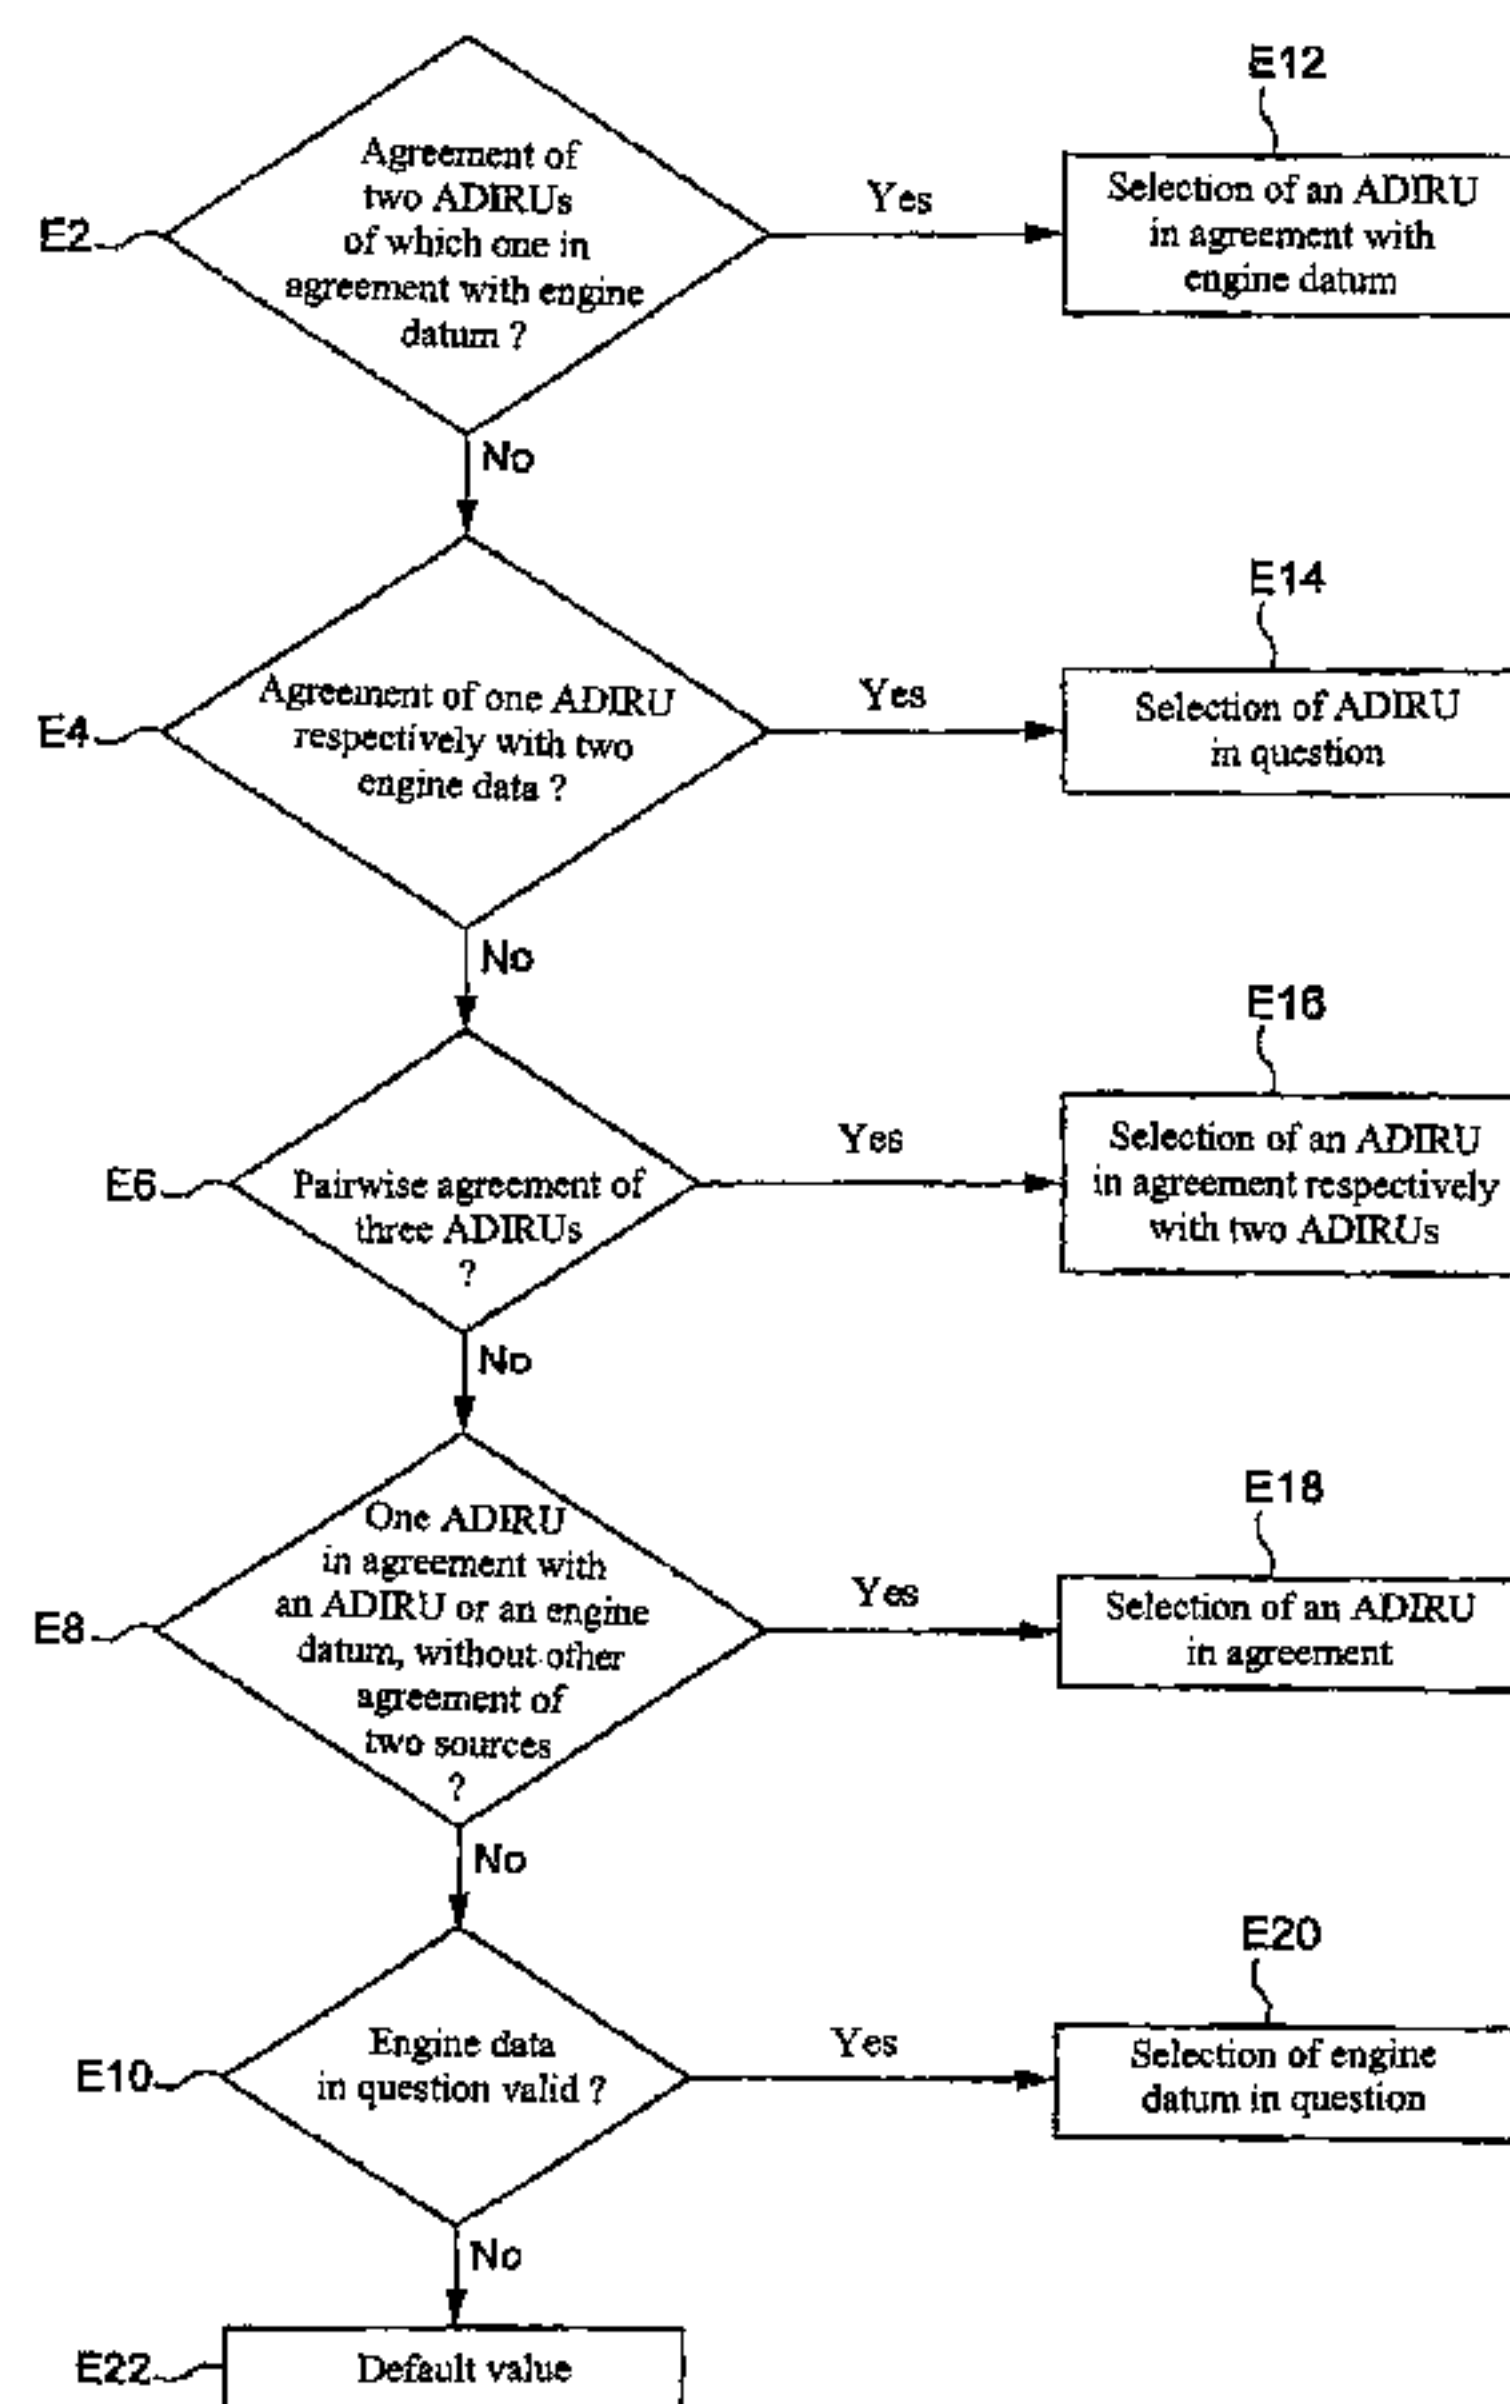 E2
Agreement of
two ADIRUs
of which one in
agreement with engine
datum ?
Yes
E12
Selection of an ADIRU
in agreement with
engine datum
No
E4
Agreement of one ADIRU
respectively with two
engine data ?
Yes
E14
Selection of ADIRU
in question
No
E6
Pairwise agreement of
three ADIRUs
?
Yes
E16
Selection of an ADIRU
in agreement respectively
with two ADIRUs
No
E8
One ADIRU
in agreement with
an ADIRU or an engine
datum, without other
agreement of
two sources
?
Yes
E18
Selection of an ADIRU
in agreement
No
E10
Engine data
in question valid ?
Yes
E20
Selection of engine
datum in question
No
E22
Default value